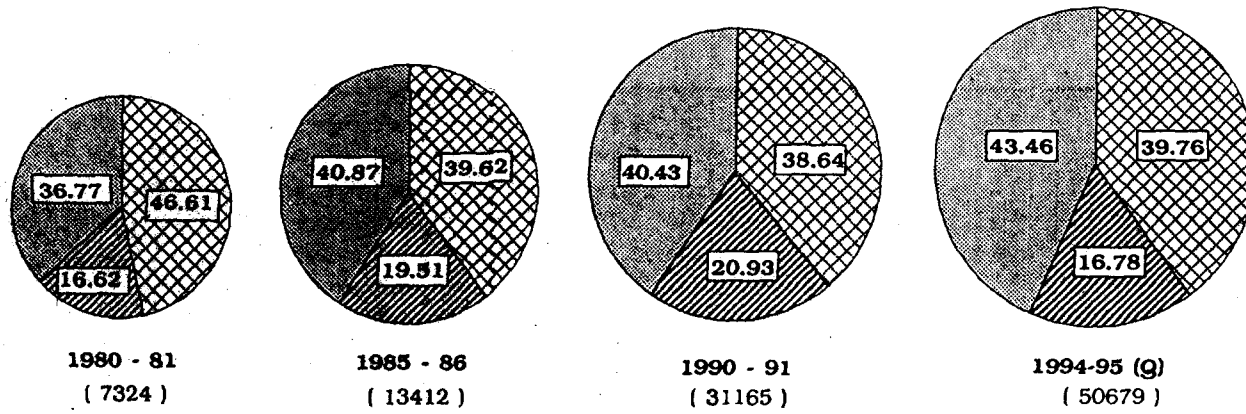 36.77
46.61
16.62
1980 - 81
( 7324 )
40.87
39.62
19.51
1985 - 86
( 13412 )
40.43
38.64
20.93
1990 - 91
( 31165 )
43.46
39.76
16.78
1994-95 (Q)
( 50679 )